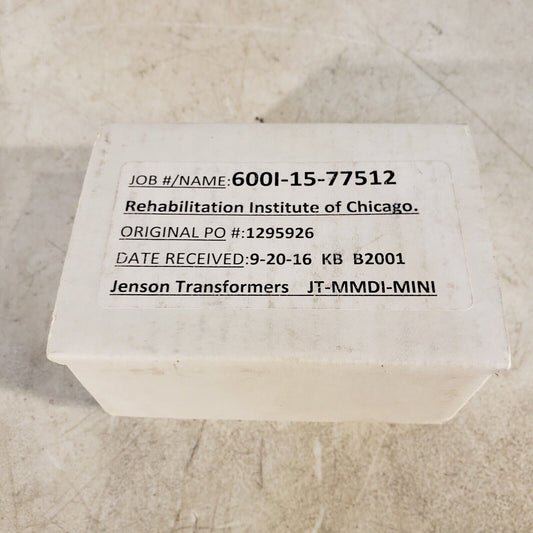 JOB #/NAME:600I-15-77512
Rehabilitation Institute of Chicago.
ORIGINAL PO #:1295926
DATE RECEIVED:9-20-16 KB B2001
Jenson Transformers JT-MMDI-MINI